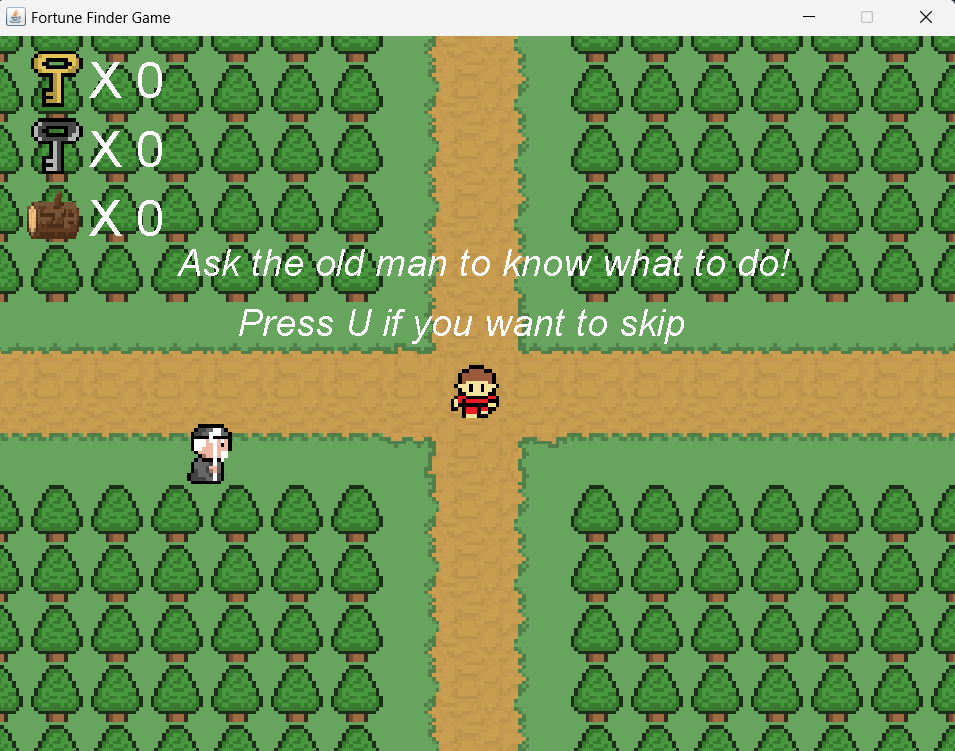 Fortune Finder Game
X 0
X 0
X 0
Ask the old man to know what to do!
Press U if you want to skip